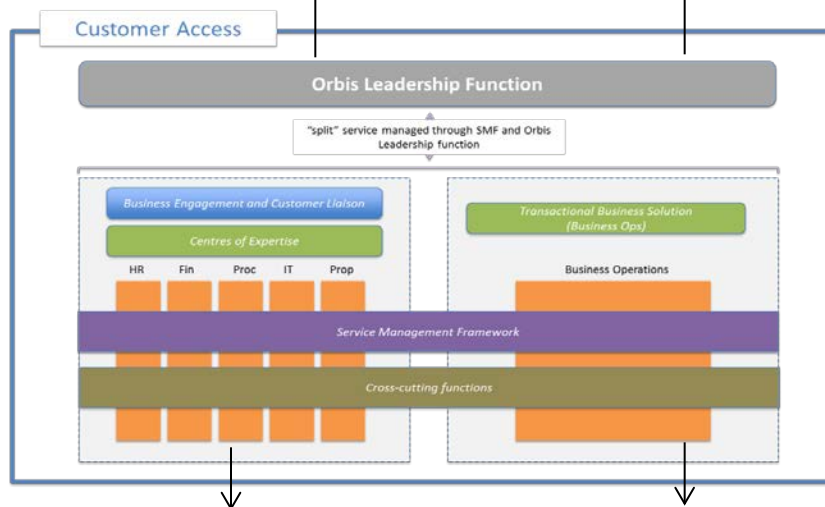 Customer Access
Orbis Leadership Function
"split" service managed through SMF and Orbis
Leadership function
Business Engagement and Customer Liaison
Centres of Expertise
HR Fin Proc IT Prop
Transactional Business Solution
(Business Ops)
Business Operations
Service Management Framework
Cross-cutting functions